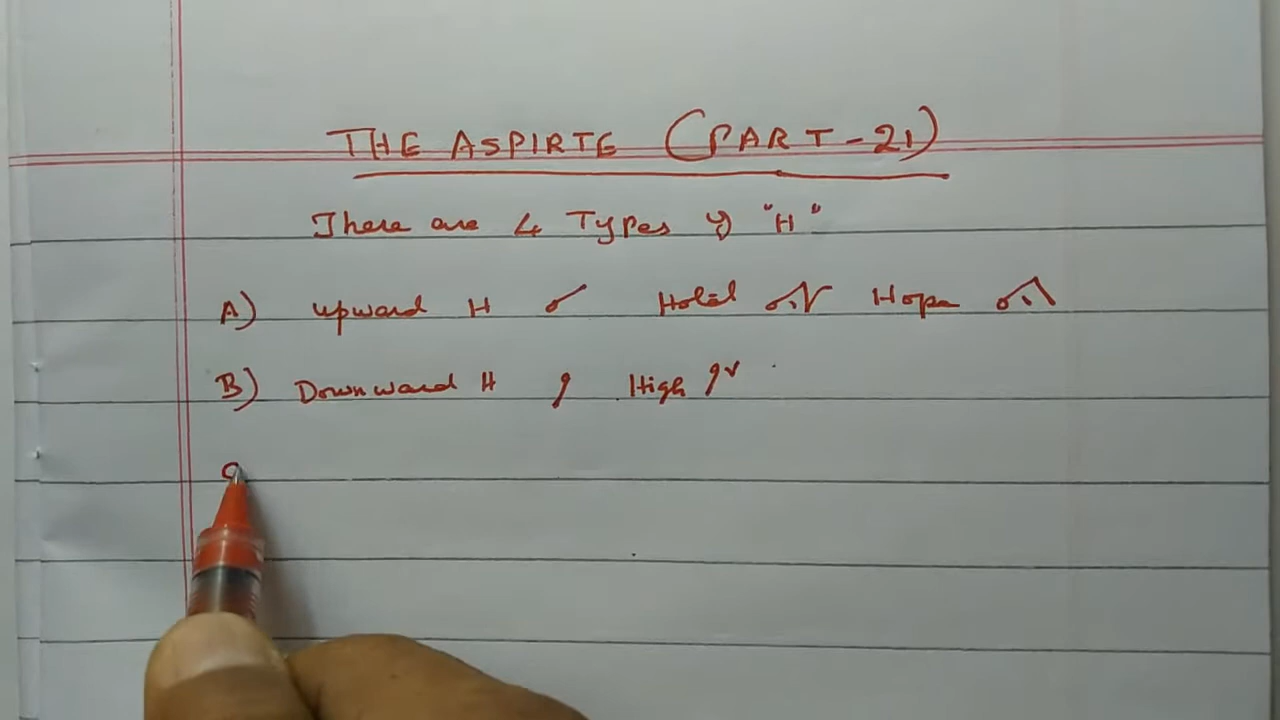 THE ASPIRTE (PART-21)
There are 4 Types of "H"
A) upward H Hotel Hope
B) Downward H High
C